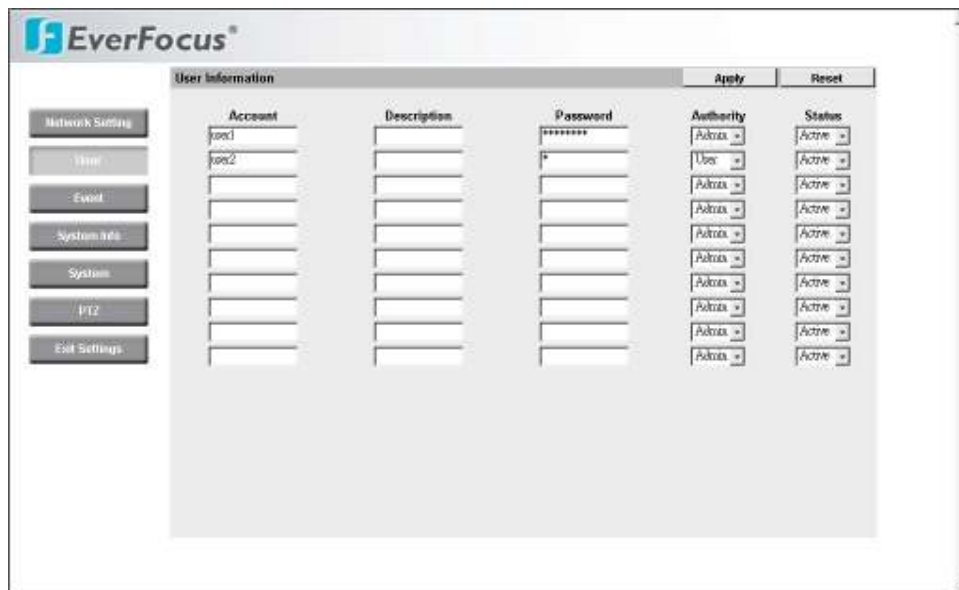 EverFocus®
User Information Apply Reset
Network Setting
User
Event
System Info
System
PTZ
Exit Settings
Account Description Password Authority Status
user1 ******** Admin Active
user2 * User Active
Admin Active
Admin Active
Admin Active
Admin Active
Admin Active
Admin Active
Admin Active
Admin Active